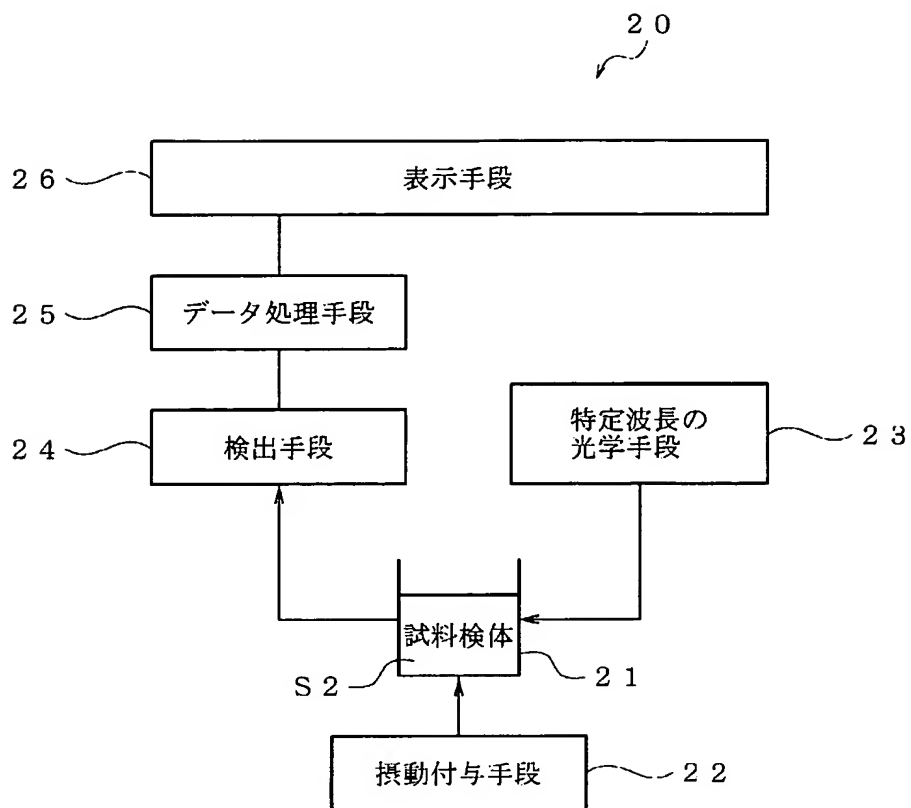 ２０
２６
表示手段
２５
データ処理手段
２４
検出手段
特定波長の
光学手段
２３
試料検体
Ｓ２
２１
摂動付与手段
２２